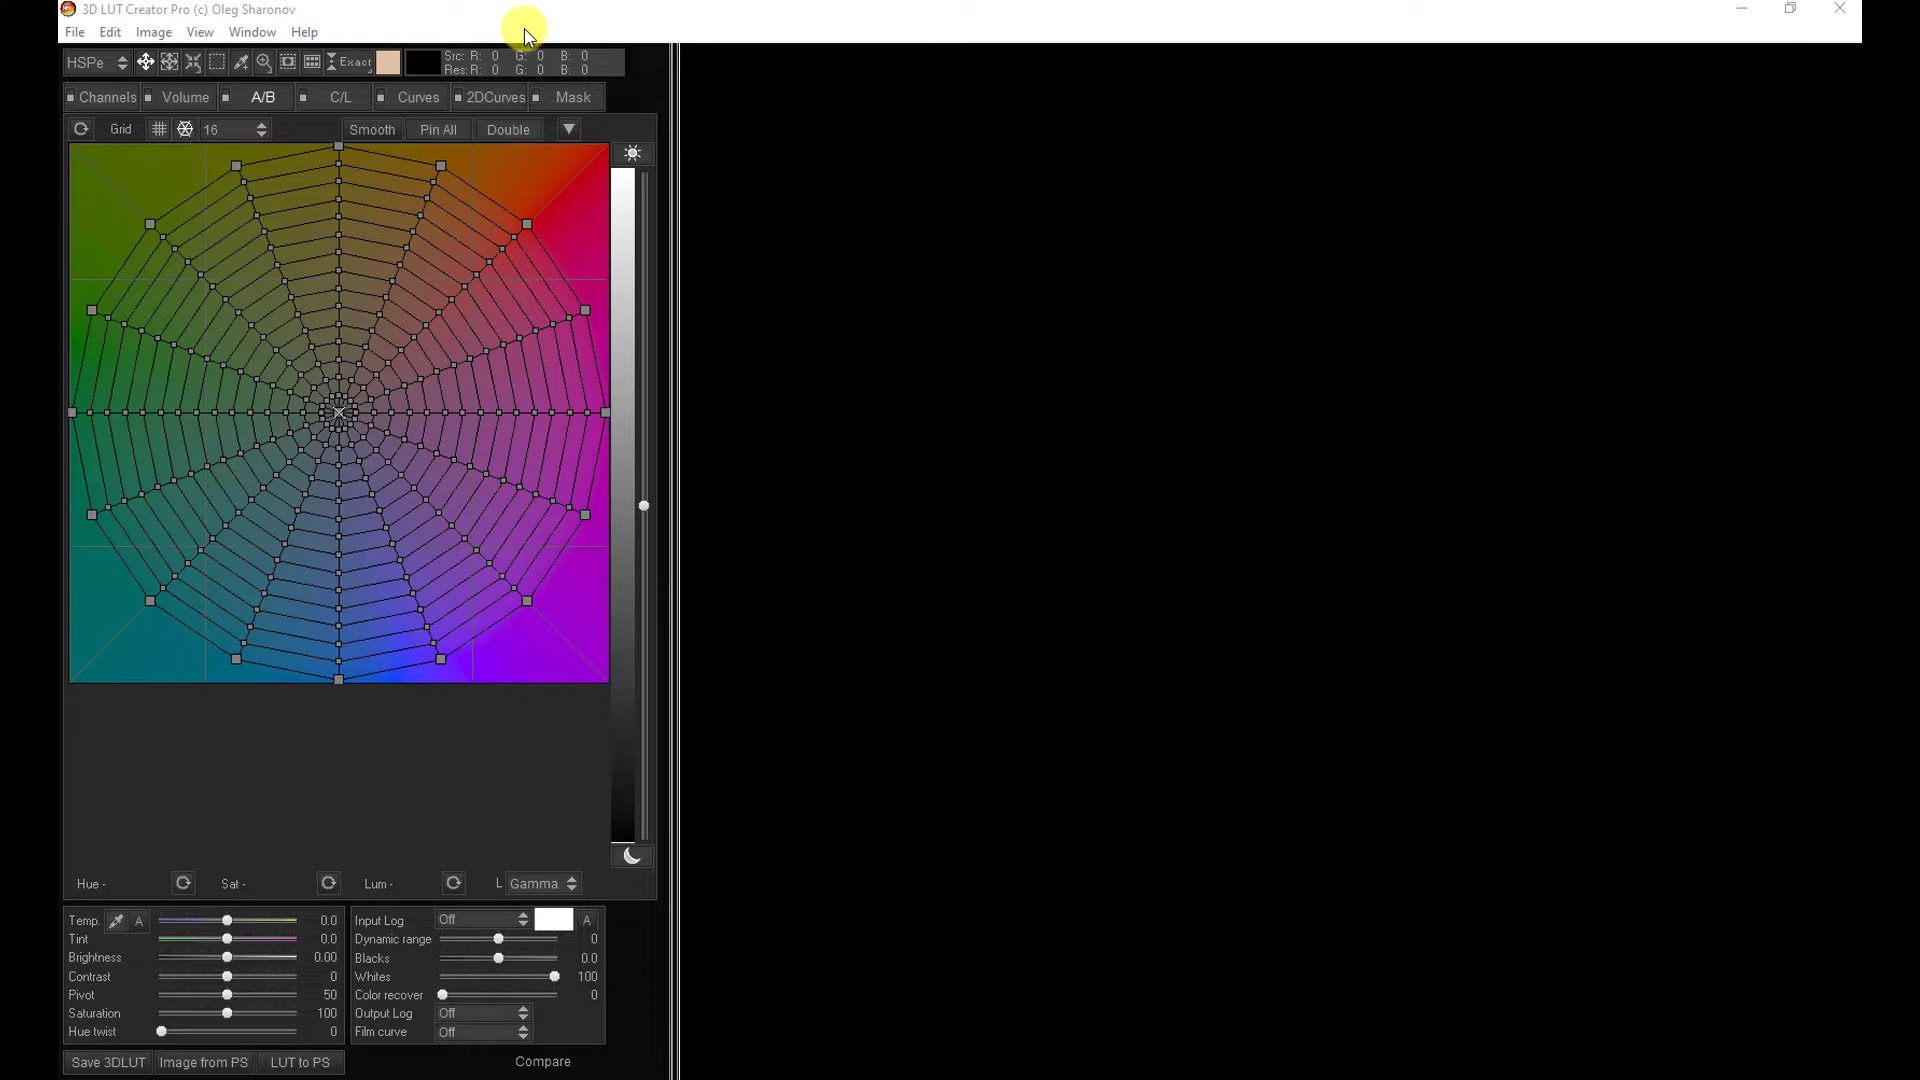 3D LUT Creator Pro (c) Oleg Sharonov
File Edit Image View Window Help
HSPe Exact Src: R: 0 G: 0 B: 0
Res: R: 0 G: 0 B: 0
Channels Volume A/B C/L Curves 2DCurves Mask
Grid 16 Smooth Pin All Double
Hue - Sat - Lum - L Gamma
Temp. A 0.0 Input Log Off A
Tint 0.0 Dynamic range 0
Brightness 0.00 Blacks 0.0
Contrast 0 Whites 100
Pivot 50 Color recover 0
Saturation 100 Output Log Off
Hue twist 0 Film curve Off
Save 3DLUT Image from PS LUT to PS Compare